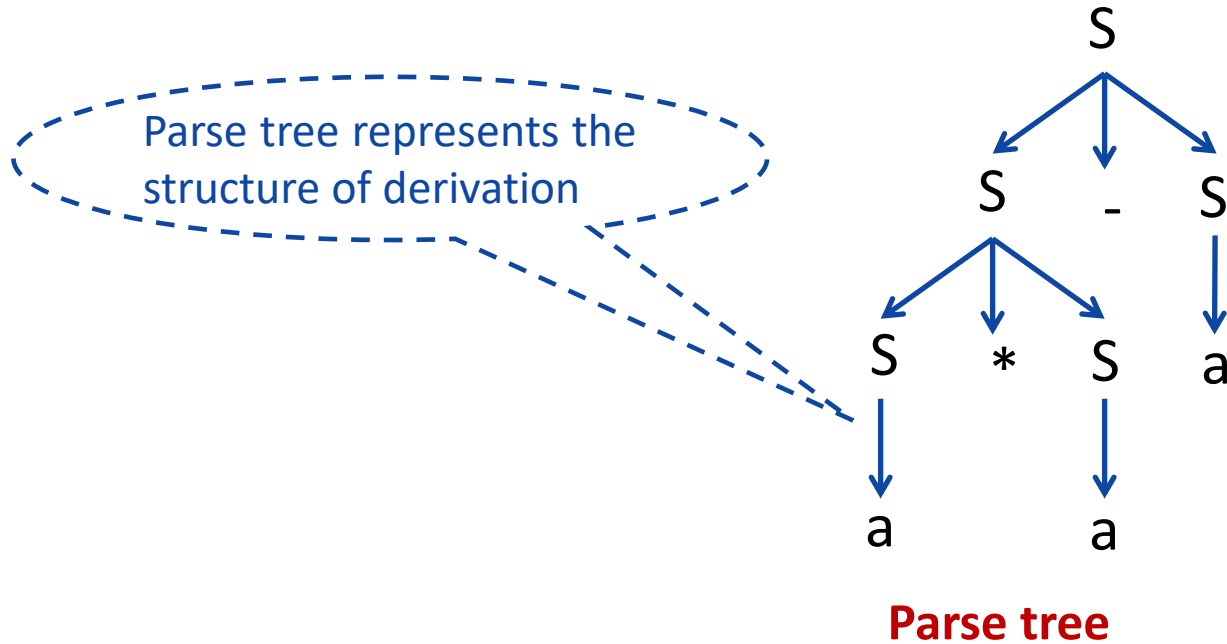 S
Parse tree represents the
structure of derivation
S - S
S * S a
a a
Parse tree